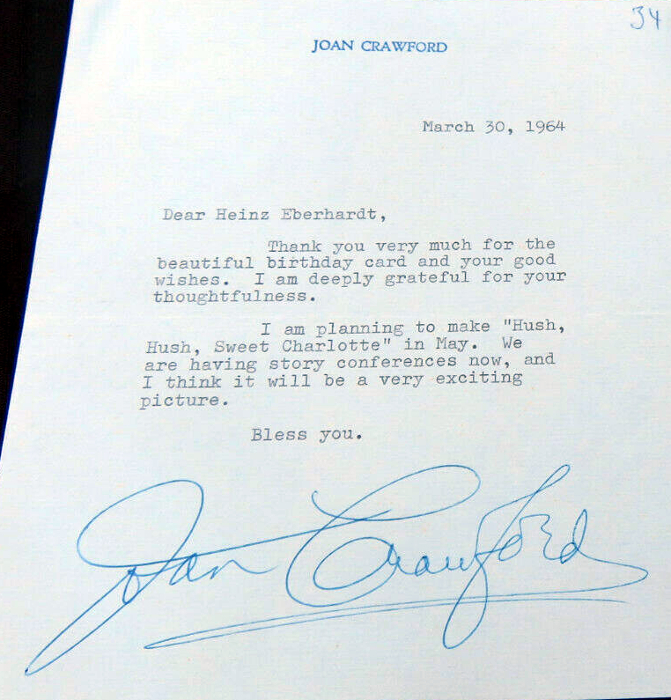 34
JOAN CRAWFORD
March 30, 1964
Dear Heinz Eberhardt,
Thank you very much for the
beautiful birthday card and your good
wishes. I am deeply grateful for your
thoughtfulness.
I am planning to make "Hush,
Hush, Sweet Charlotte" in May. We
are having story conferences now, and
I think it will be a very exciting
picture.
Bless you.
Joan Crawford